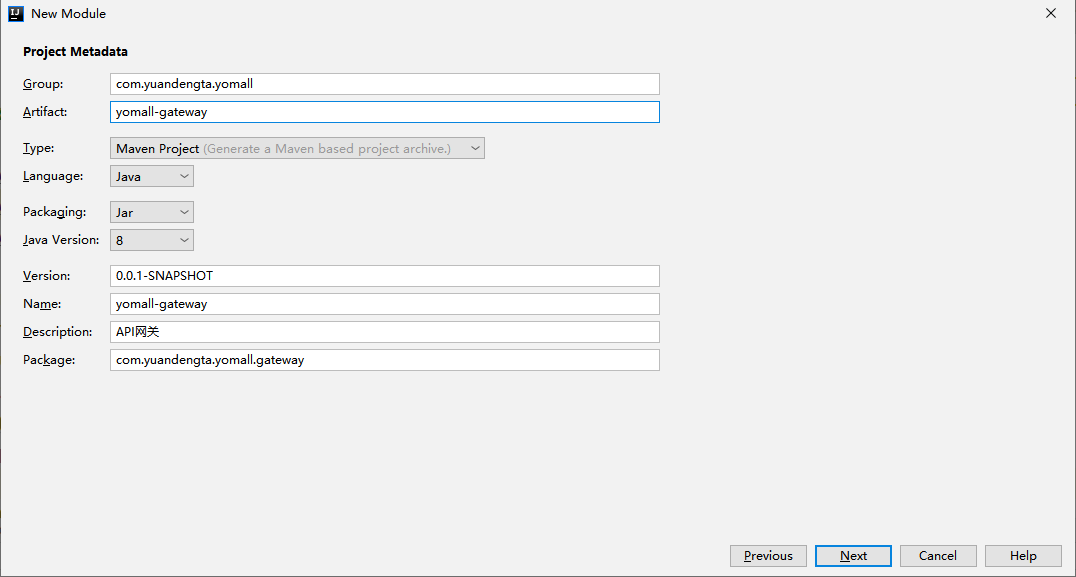 New Module
Project Metadata
Group: com.yuandengta.yomall
Artifact: yomall-gateway
Type: Maven Project (Generate a Maven based project archive.)
Language: Java
Packaging: Jar
Java Version: 8
Version: 0.0.1-SNAPSHOT
Name: yomall-gateway
Description: API网关
Package: com.yuandengta.yomall.gateway
Previous Next Cancel Help